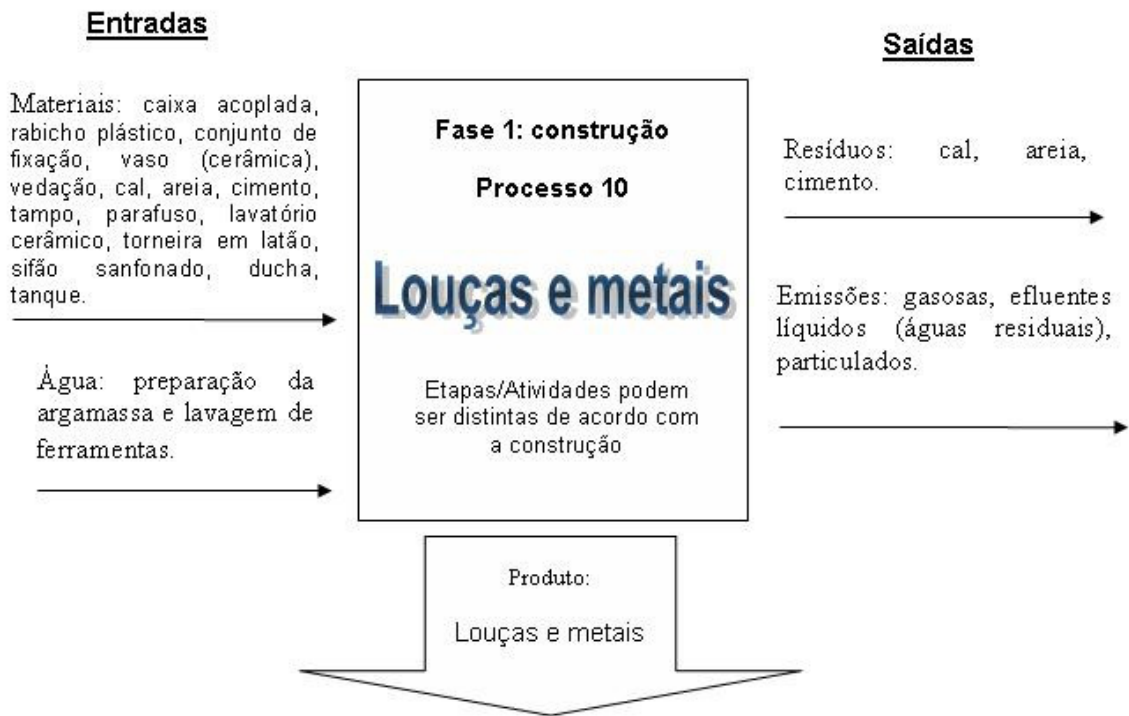 Entradas
Materiais: caixa acoplada,
rabicho plástico, conjunto de
fixação, vaso (cerâmica),
vedação, cal, areia, cimento,
tampo, parafuso, lavatório
cerâmico, torneira em latão,
sifão sanfonado, ducha,
tanque.
Água: preparação da
argamassa e lavagem de
ferramentas.
Fase 1: construção
Processo 10
Louças e metais
Etapas/Atividades podem
ser distintas de acordo com
a construção
Saídas
Resíduos: cal, areia,
cimento.
Emissões: gasosas, efluentes
líquidos (águas residuais),
particulados.
Produto:
Louças e metais